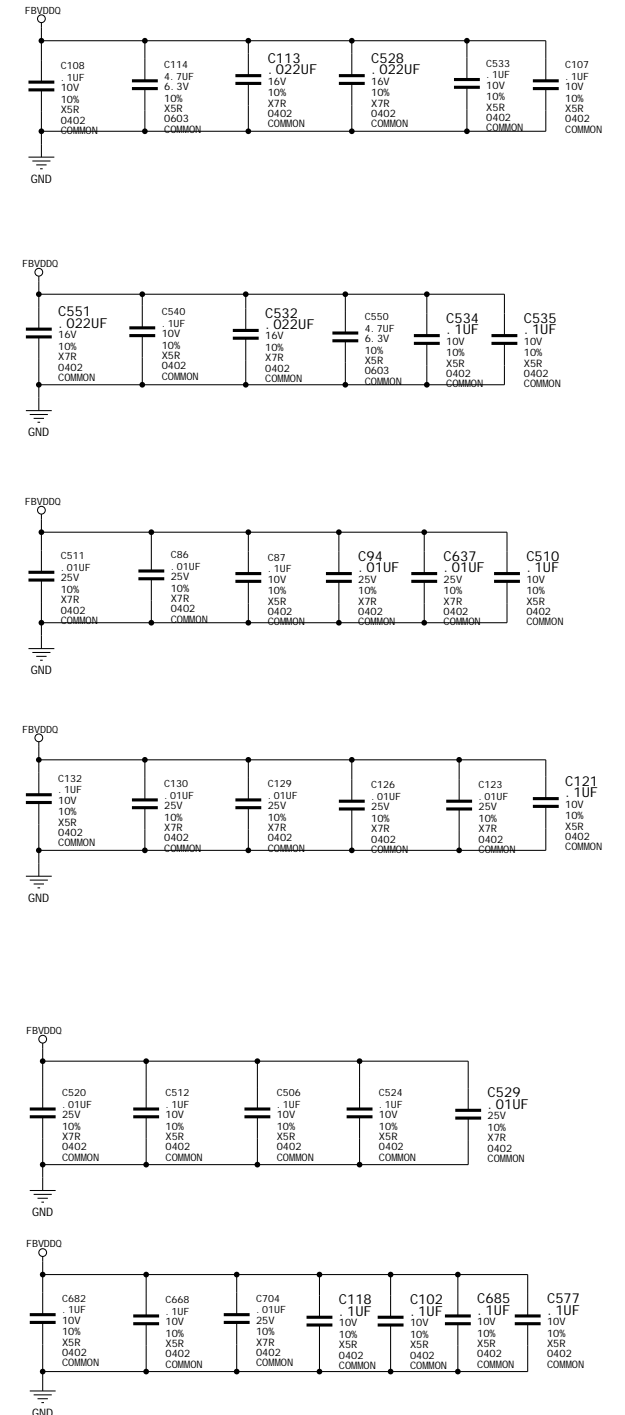 FBVDDQ
C108
.1UF
10V
10%
X5R
0402
COMMON
C114
4.7UF
6.3V
10%
X5R
0603
COMMON
C113
.022UF
16V
10%
X7R
0402
COMMON
C528
.022UF
16V
10%
X7R
0402
COMMON
C533
.1UF
10V
10%
X5R
0402
COMMON
C107
.1UF
10V
10%
X5R
0402
COMMON
GND
FBVDDQ
C551
.022UF
16V
10%
X7R
0402
COMMON
C540
.1UF
10V
10%
X5R
0402
COMMON
C532
.022UF
16V
10%
X7R
0402
COMMON
C550
4.7UF
6.3V
10%
X5R
0603
COMMON
C534
.1UF
10V
10%
X5R
0402
COMMON
C535
.1UF
10V
10%
X5R
0402
COMMON
GND
FBVDDQ
C511
.01UF
25V
10%
X7R
0402
COMMON
C86
.01UF
25V
10%
X7R
0402
COMMON
C87
.1UF
10V
10%
X5R
0402
COMMON
C94
.01UF
25V
10%
X7R
0402
COMMON
C637
.01UF
25V
10%
X7R
0402
COMMON
C510
.1UF
10V
10%
X5R
0402
COMMON
GND
FBVDDQ
C132
.1UF
10V
10%
X5R
0402
COMMON
C130
.01UF
25V
10%
X7R
0402
COMMON
C129
.01UF
25V
10%
X7R
0402
COMMON
C126
.01UF
25V
10%
X7R
0402
COMMON
C123
.01UF
25V
10%
X7R
0402
COMMON
C121
.1UF
10V
10%
X5R
0402
COMMON
GND
FBVDDQ
C520
.01UF
25V
10%
X7R
0402
COMMON
C512
.1UF
10V
10%
X5R
0402
COMMON
C506
.1UF
10V
10%
X5R
0402
COMMON
C524
.1UF
10V
10%
X5R
0402
COMMON
C529
.01UF
25V
10%
X7R
0402
COMMON
GND
FBVDDQ
C682
.1UF
10V
10%
X5R
0402
COMMON
C668
.1UF
10V
10%
X5R
0402
COMMON
C704
.01UF
25V
10%
X7R
0402
COMMON
C118
.1UF
10V
10%
X5R
0402
COMMON
C102
.1UF
10V
10%
X5R
0402
COMMON
C685
.1UF
10V
10%
X5R
0402
COMMON
C577
.1UF
10V
10%
X5R
0402
COMMON
GND